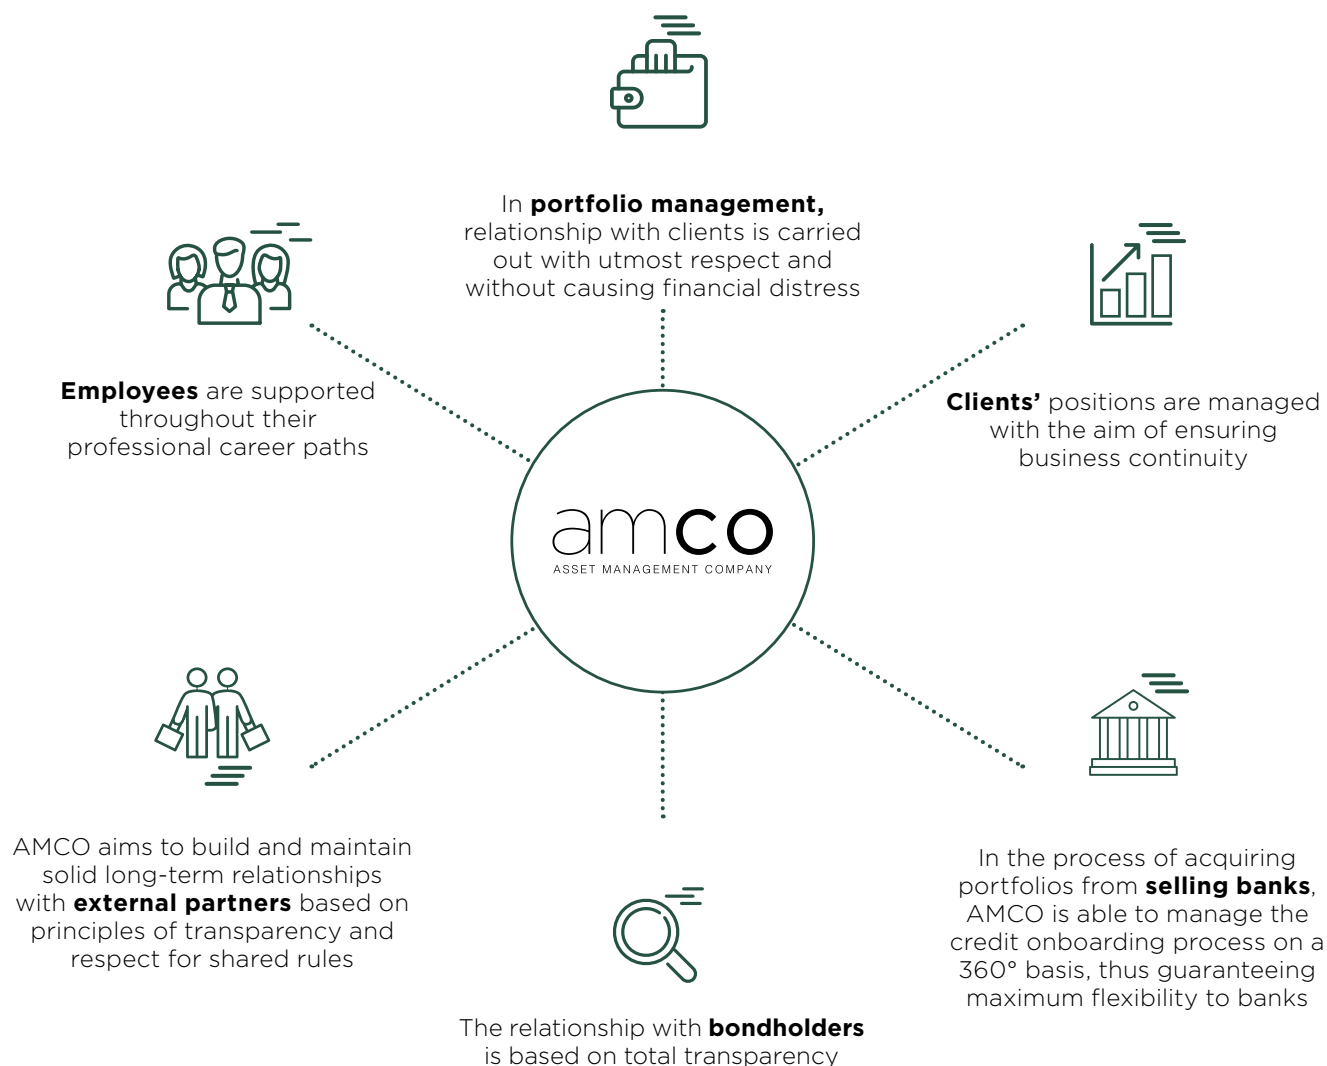 In portfolio management,
relationship with clients is carried
out with utmost respect and
without causing financial distress
Employees are supported
throughout their
professional career paths
Clients’ positions are managed
with the aim of ensuring
business continuity
amco
ASSET MANAGEMENT COMPANY
AMCO aims to build and maintain
solid long-term relationships
with external partners based on
principles of transparency and
respect for shared rules
In the process of acquiring
portfolios from selling banks,
AMCO is able to manage the
credit onboarding process on a
360° basis, thus guaranteeing
maximum flexibility to banks
The relationship with bondholders
is based on total transparency